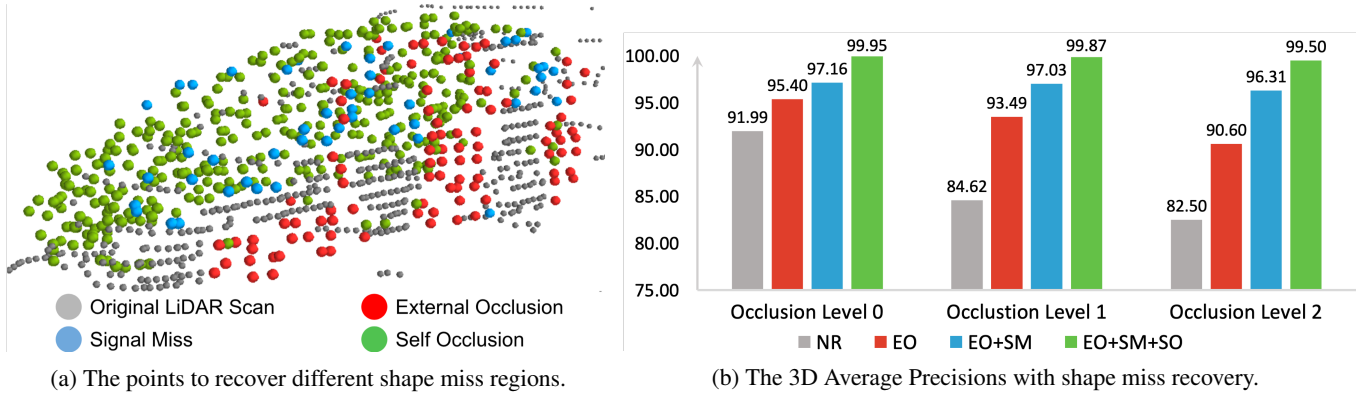 Original LiDAR Scan
External Occlusion
Signal Miss
Self Occlusion
(a) The points to recover different shape miss regions.
100.00
95.00
90.00
85.00
80.00
75.00
91.99
95.40
97.16
99.95
84.62
93.49
97.03
99.87
82.50
90.60
96.31
99.50
Occlusion Level 0
Occlustion Level 1
Occlusion Level 2
NR
EO
EO+SM
EO+SM+SO
(b) The 3D Average Precisions with shape miss recovery.